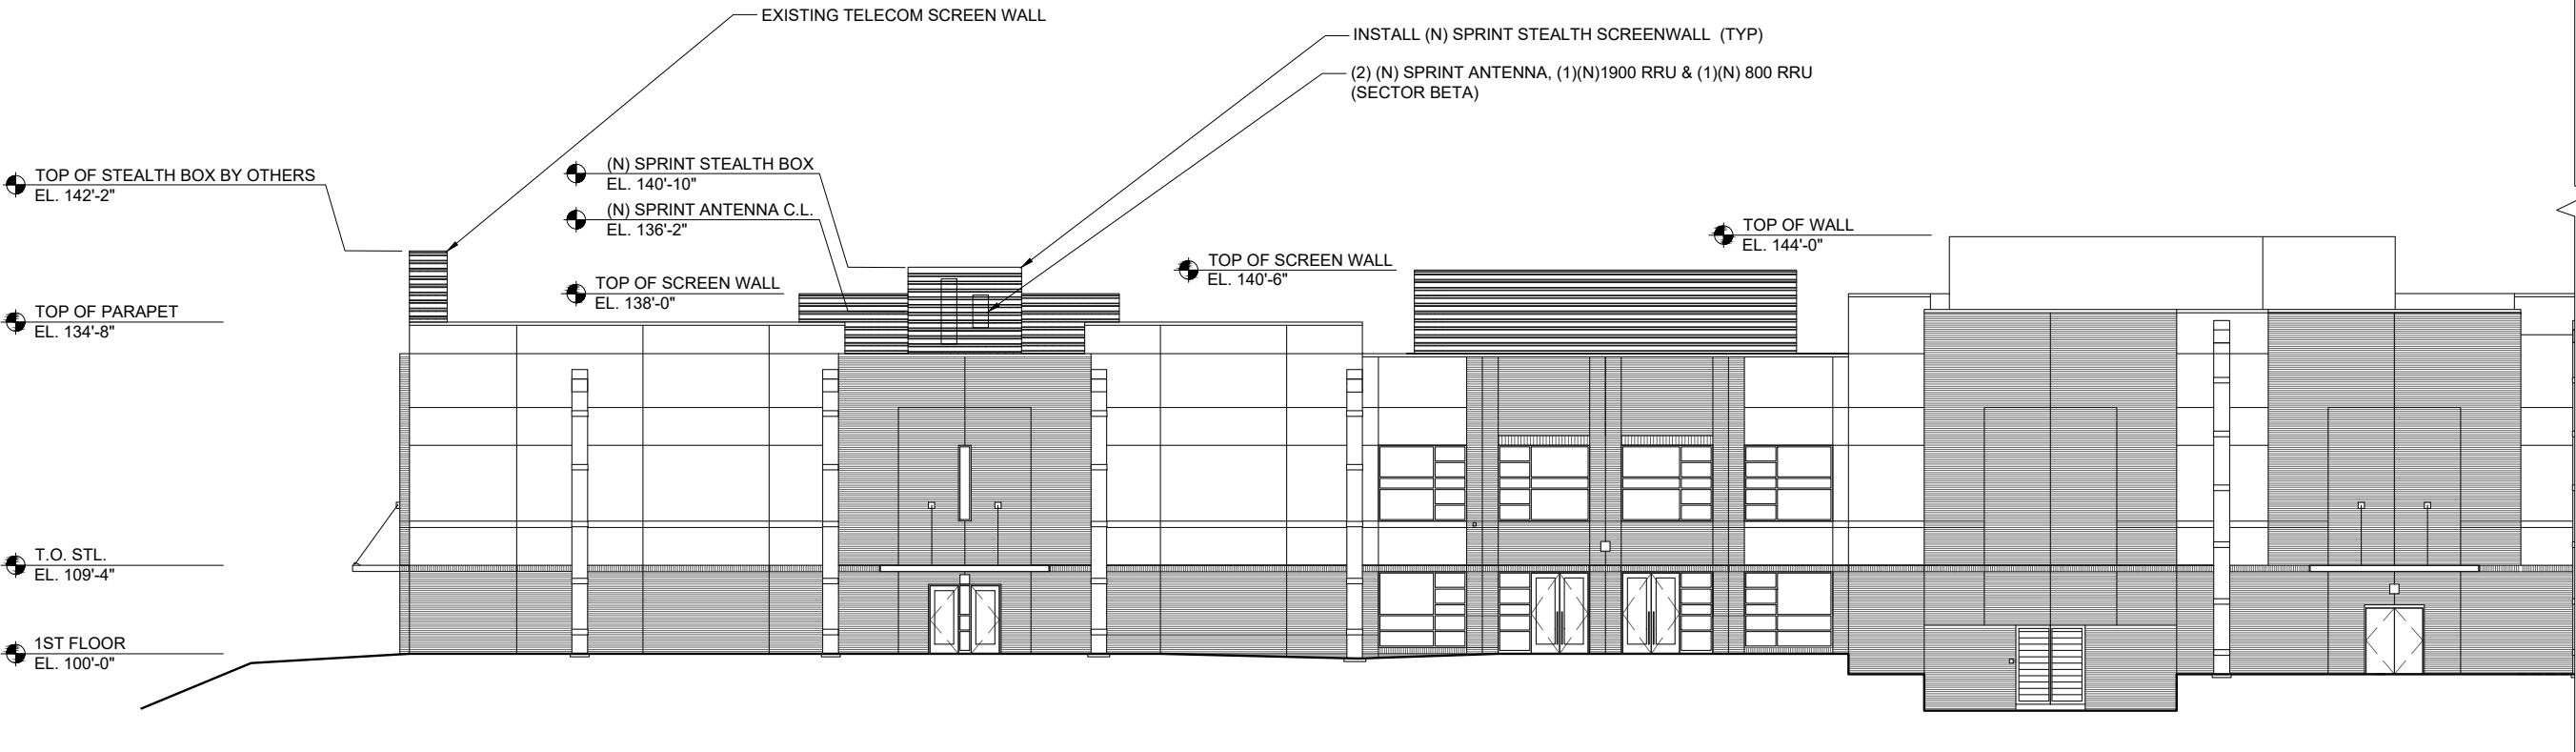 EXISTING TELECOM SCREEN WALL
INSTALL (N) SPRINT STEALTH SCREENWALL (TYP)
(2) (N) SPRINT ANTENNA, (1)(N)1900 RRU & (1)(N) 800 RRU
(SECTOR BETA)
TOP OF STEALTH BOX BY OTHERS
EL. 142'-2"
(N) SPRINT STEALTH BOX
EL. 140'-10"
(N) SPRINT ANTENNA C.L.
EL. 136'-2"
TOP OF SCREEN WALL
EL. 138'-0"
TOP OF SCREEN WALL
EL. 140'-6"
TOP OF WALL
EL. 144'-0"
TOP OF PARAPET
EL. 134'-8"
T.O. STL.
EL. 109'-4"
1ST FLOOR
EL. 100'-0"